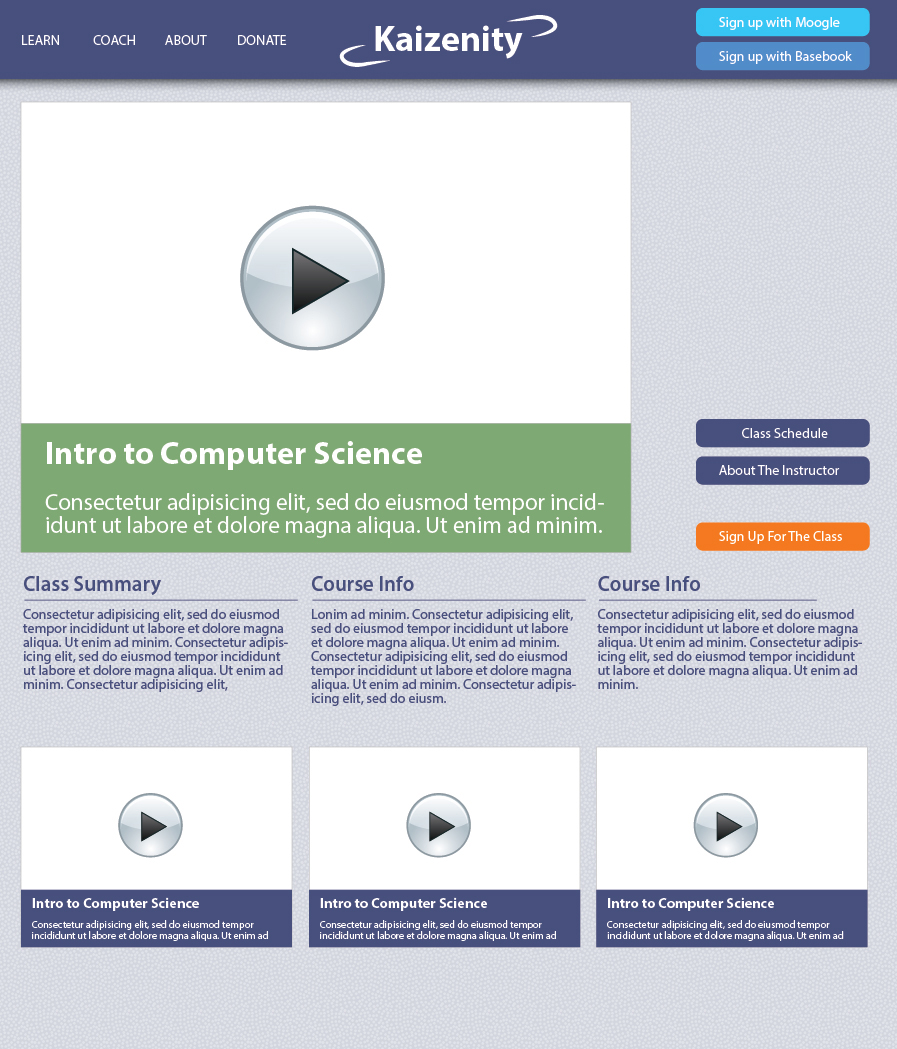 LEARN COACH ABOUT DONATE
Kaizenity
Sign up with Moogle
Sign up with Basebook
Class Schedule
About The Instructor
Sign Up For The Class
Intro to Computer Science
Consectetur adipisicing elit, sed do eiusmod tempor incid-
idunt ut labore et dolore magna aliqua. Ut enim ad minim.
Class Summary
Consectetur adipisicing elit, sed do eiusmod
tempor incididunt ut labore et dolore magna
aliqua. Ut enim ad minim. Consectetur adipis-
icing elit, sed do eiusmod tempor incididunt
ut labore et dolore magna aliqua. Ut enim ad
minim. Consectetur adipisicing elit,
Course Info
Lonim ad minim. Consectetur adipisicing elit,
sed do eiusmod tempor incididunt ut labore
et dolore magna aliqua. Ut enim ad minim.
Consectetur adipisicing elit, sed do eiusmod
tempor incididunt ut labore et dolore magna
aliqua. Ut enim ad minim. Consectetur adipis-
icing elit, sed do eiusm.
Course Info
Consectetur adipisicing elit, sed do eiusmod
tempor incididunt ut labore et dolore magna
aliqua. Ut enim ad minim. Consectetur adipis-
icing elit, sed do eiusmod tempor incididunt
ut labore et dolore magna aliqua. Ut enim ad
minim.
Intro to Computer Science
Consectetur adipisicing elit, sed do eiusmod tempor
incididunt ut labore et dolore magna aliqua. Ut enim ad
Intro to Computer Science
Consectetur adipisicing elit, sed do eiusmod tempor
incididunt ut labore et dolore magna aliqua. Ut enim ad
Intro to Computer Science
Consectetur adipisicing elit, sed do eiusmod tempor
incididunt ut labore et dolore magna aliqua. Ut enim ad